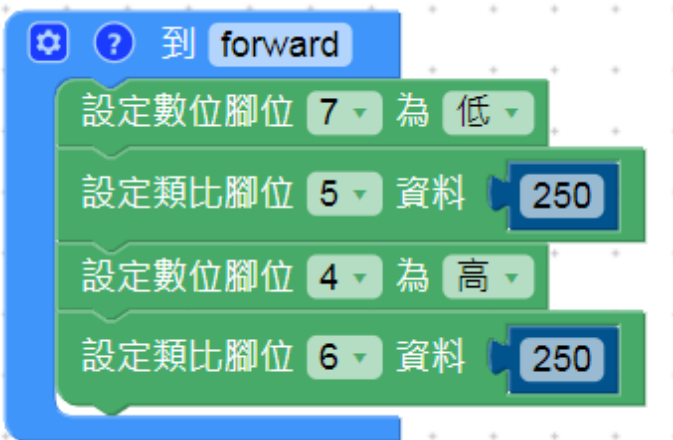 ? 到 forward
設定數位腳位 7 為 低
設定類比腳位 5 資料 250
設定數位腳位 4 為 高
設定類比腳位 6 資料 250